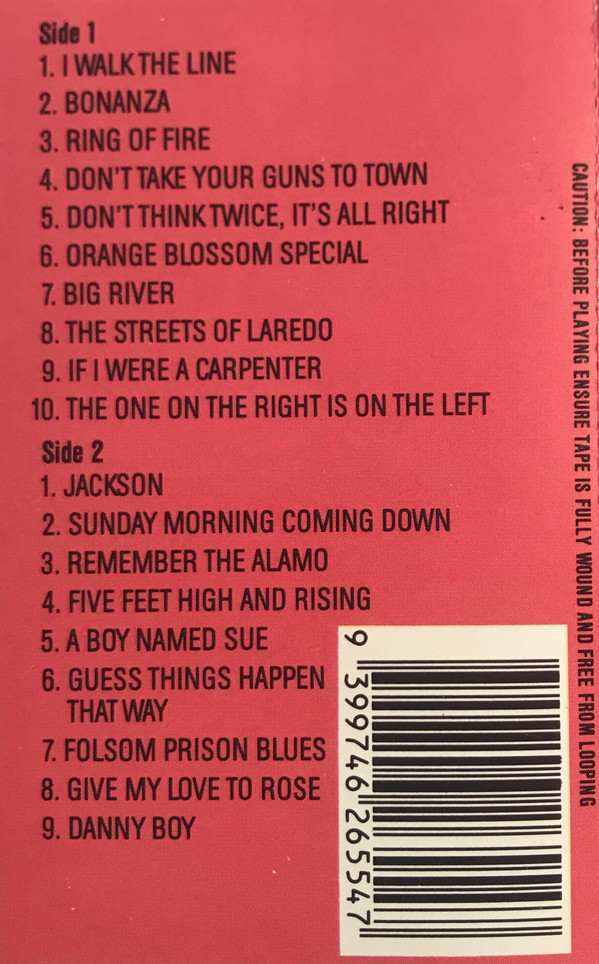 Side 1
1. I WALK THE LINE
2. BONANZA
3. RING OF FIRE
4. DON'T TAKE YOUR GUNS TO TOWN
5. DON'T THINK TWICE, IT'S ALL RIGHT
6. ORANGE BLOSSOM SPECIAL
7. BIG RIVER
8. THE STREETS OF LAREDO
9. IF I WERE A CARPENTER
10. THE ONE ON THE RIGHT IS ON THE LEFT
Side 2
1. JACKSON
2. SUNDAY MORNING COMING DOWN
3. REMEMBER THE ALAMO
4. FIVE FEET HIGH AND RISING
5. A BOY NAMED SUE
6. GUESS THINGS HAPPEN
THAT WAY
7. FOLSOM PRISON BLUES
8. GIVE MY LOVE TO ROSE
9. DANNY BOY
9 399746 265547
CAUTION: BEFORE PLAYING ENSURE TAPE IS FULLY WOUND AND FREE FROM LOOPING